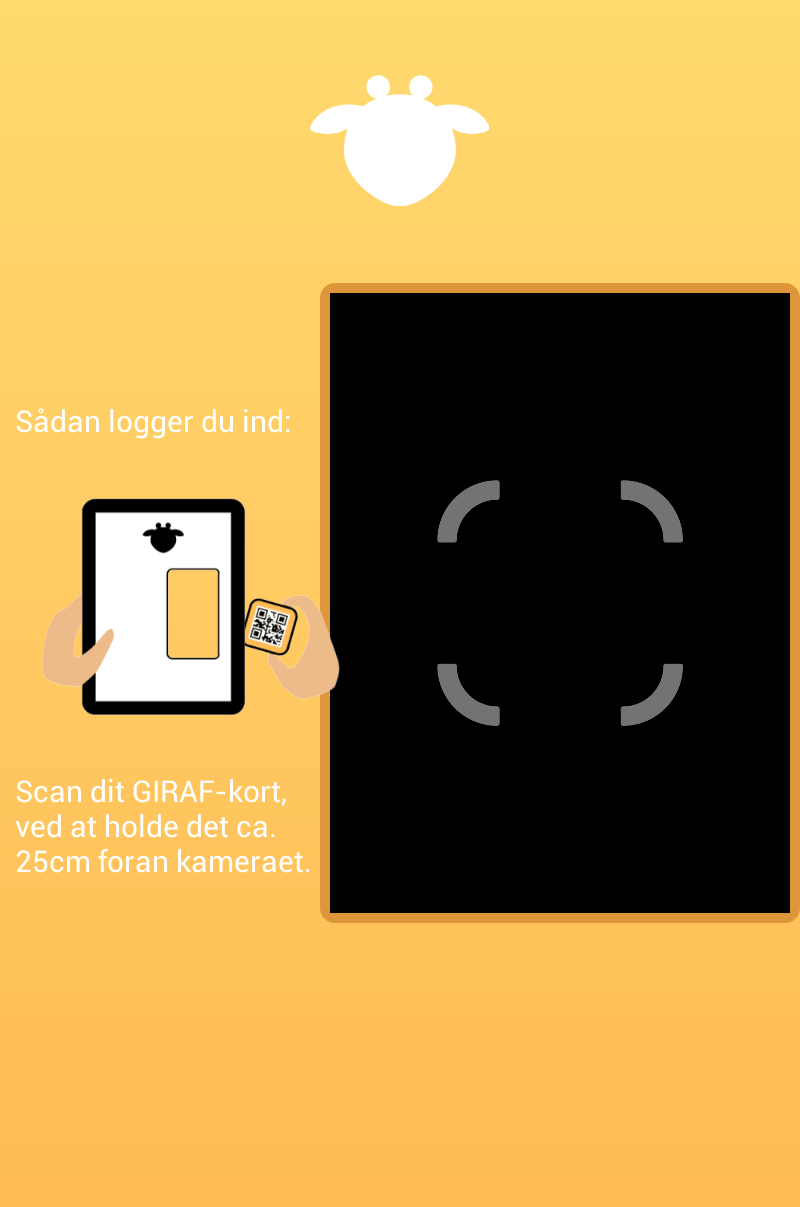 Sådan logger du ind:
Scan dit GIRAF-kort,
ved at holde det ca.
25cm foran kameraet.